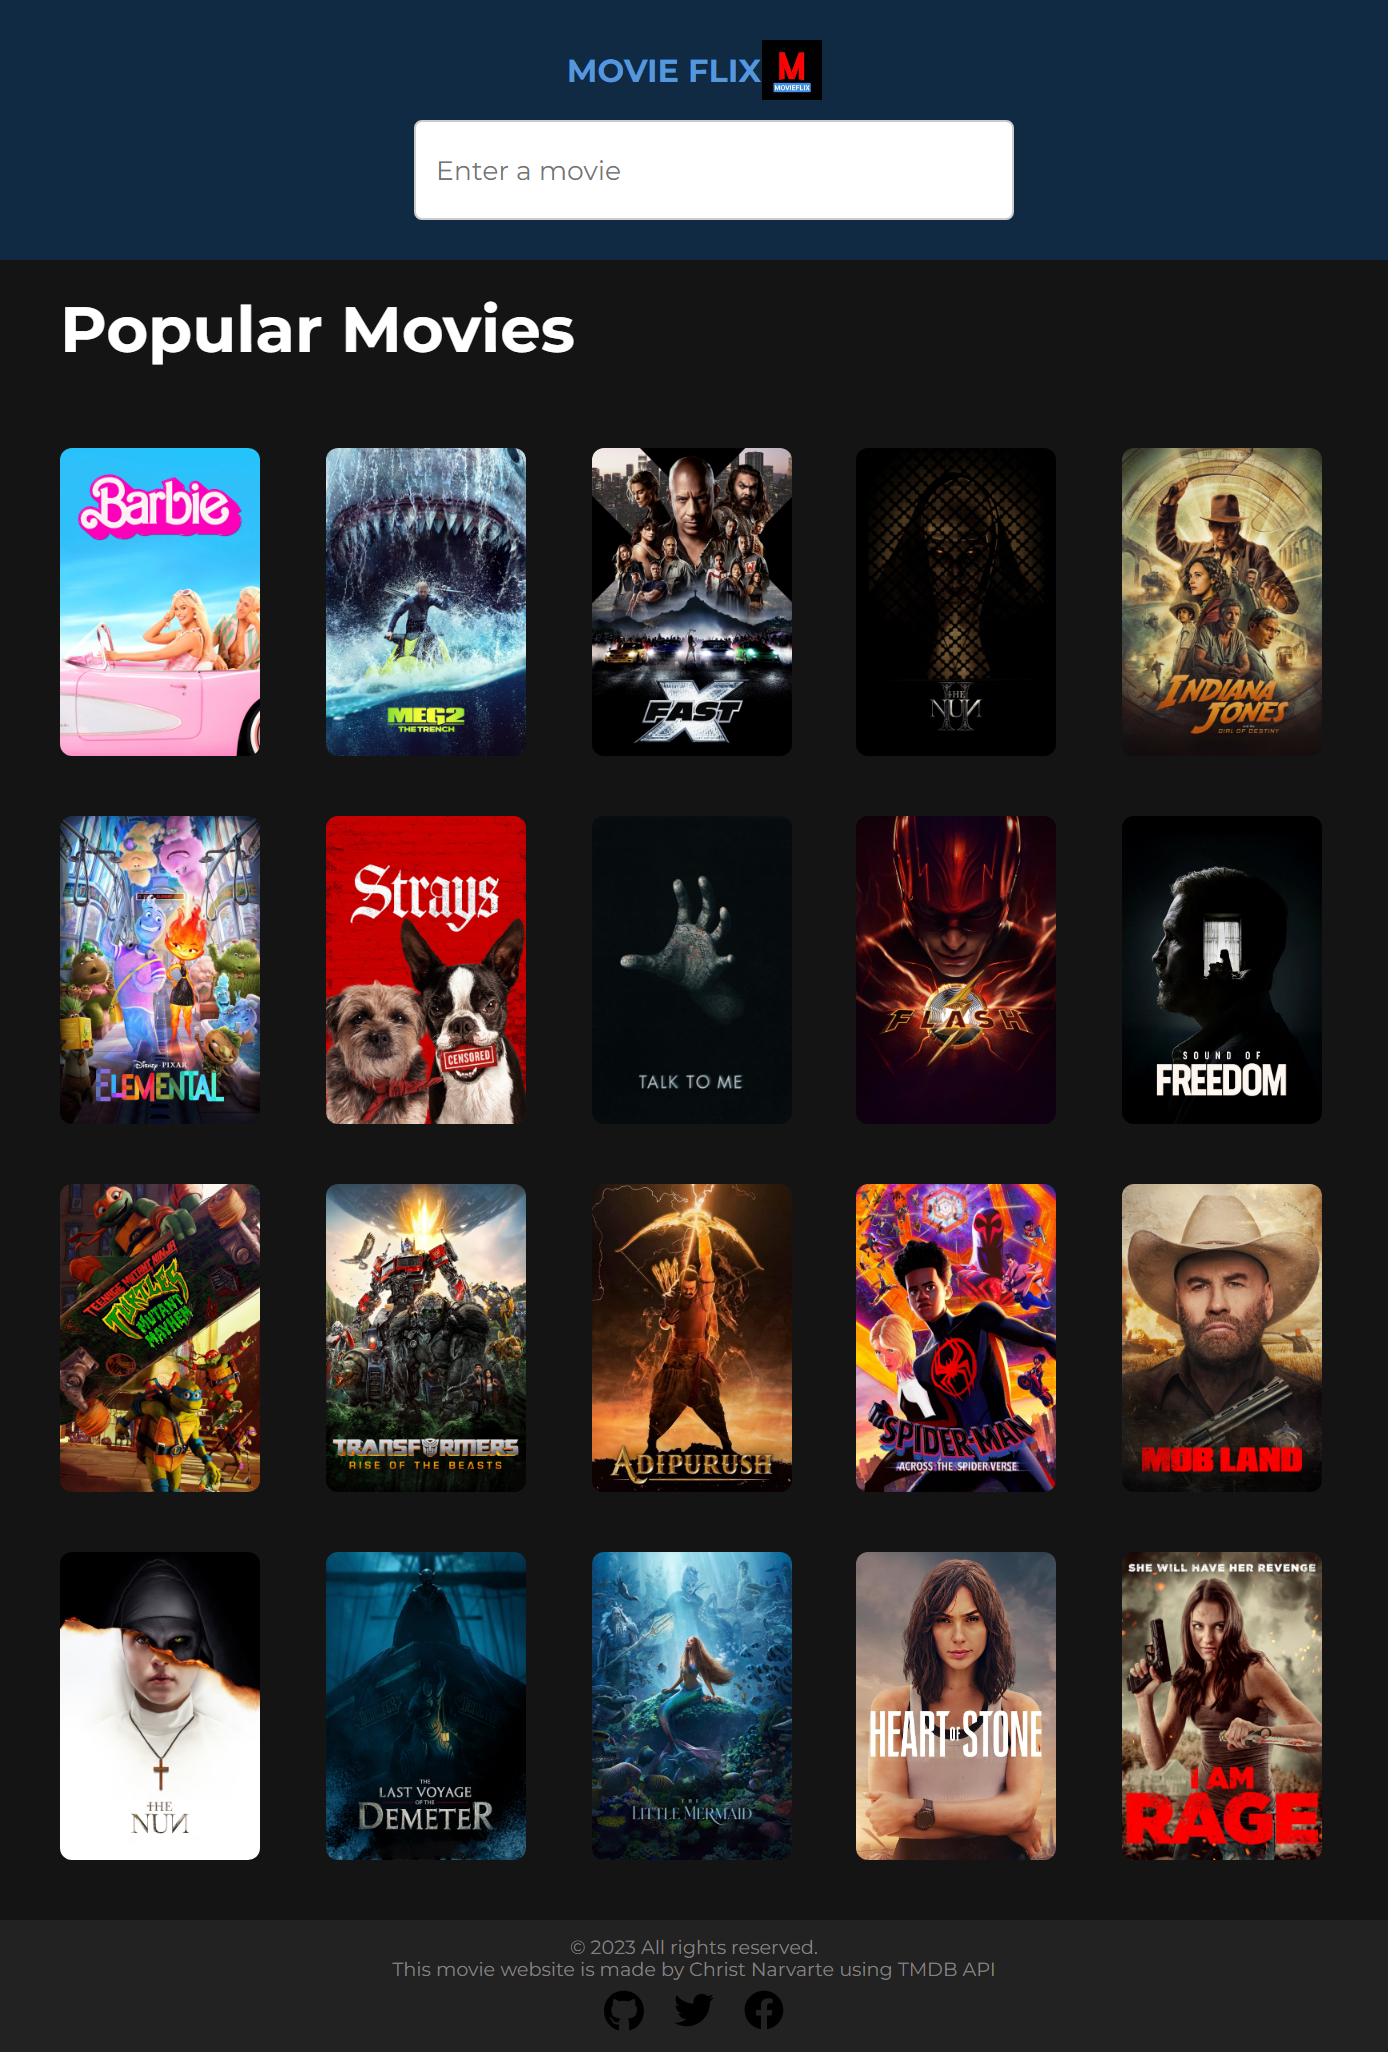 MOVIE FLIX
M
MOVIEFLIX
Enter a movie
Popular Movies
Barbie
MEG2
THE TRENCH
FAST X
THE
NUN
II
INDIANA
JONES
AND THE
DIAL OF DESTINY
DISNEY · PIXAR
ELEMENTAL
Strays
CENSORED
TALK TO ME
FLASH
SOUND OF
FREEDOM
TEENAGE MUTANT NINJA
TURTLES
MUTANT
MAYHEM
TRANSFORMERS
RISE OF THE BEASTS
ADIPURUSH
SPIDER-MAN
ACROSS THE SPIDER-VERSE
MOB LAND
THE
NUN
THE
LAST VOYAGE
OF THE
DEMETER
THE
LITTLE MERMAID
HEART OF STONE
SHE WILL HAVE HER REVENGE
I AM
RAGE
© 2023 All rights reserved.
This movie website is made by Christ Narvarte using TMDB API